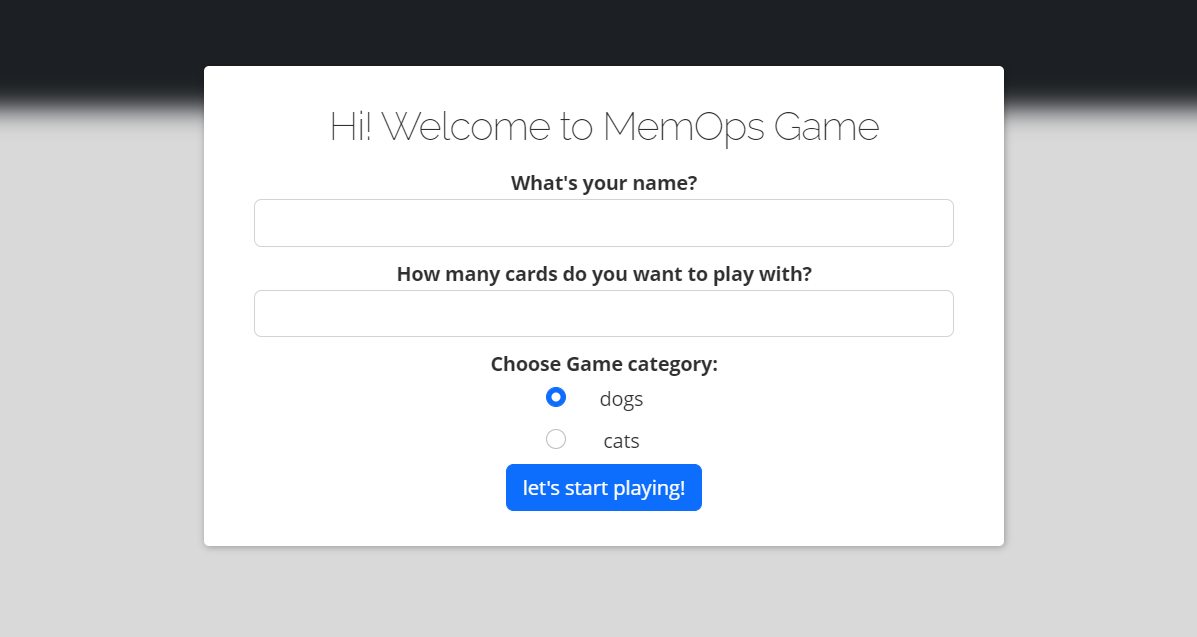 Hi! Welcome to MemOps Game
What's your name?
How many cards do you want to play with?
Choose Game category:
dogs
cats
let's start playing!